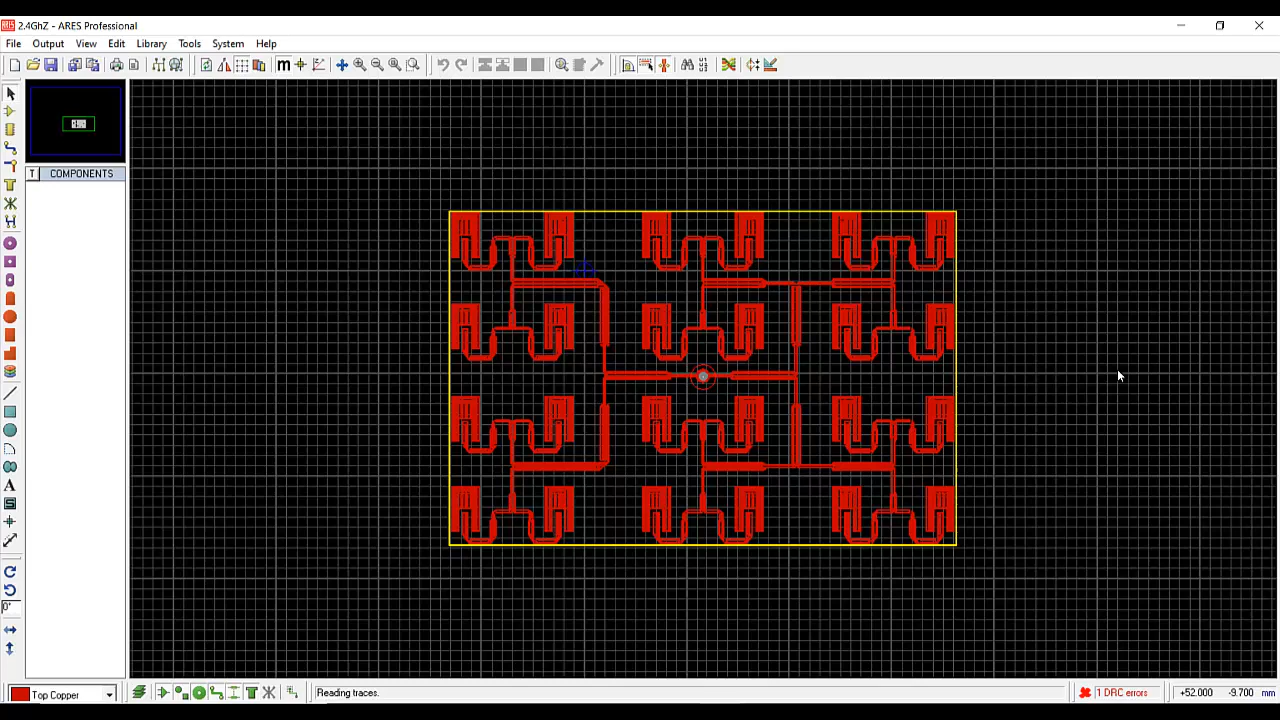 2.4GhZ - ARES Professional
File Output View Edit Library Tools System Help
m
T COMPONENTS
A
0°
Top Copper
Reading traces.
1 DRC errors
+52.000 -9.700 mm